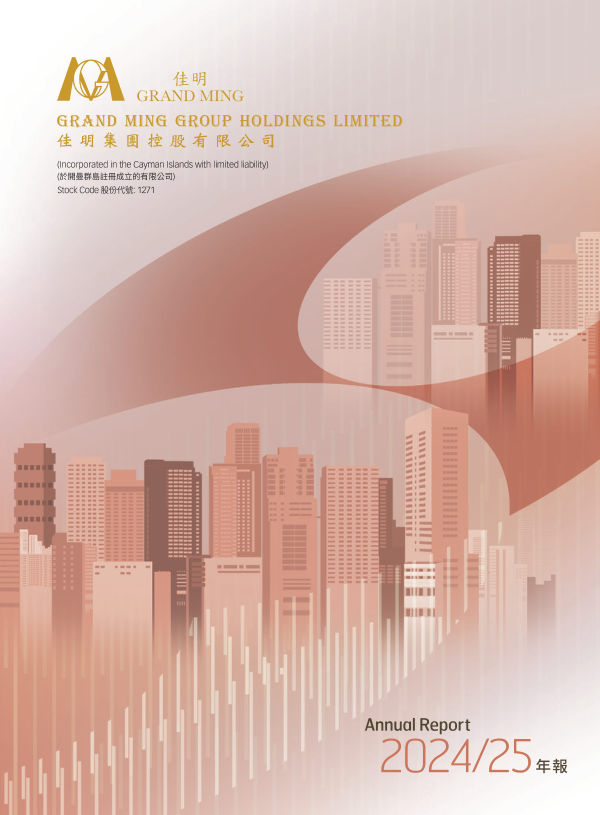 佳明
GRAND MING
GRAND MING GROUP HOLDINGS LIMITED
佳明集團控股有限公司
(Incorporated in the Cayman Islands with limited liability)
(於開曼群島註冊成立的有限公司)
Stock Code 股份代號: 1271
Annual Report
2024/25 年報